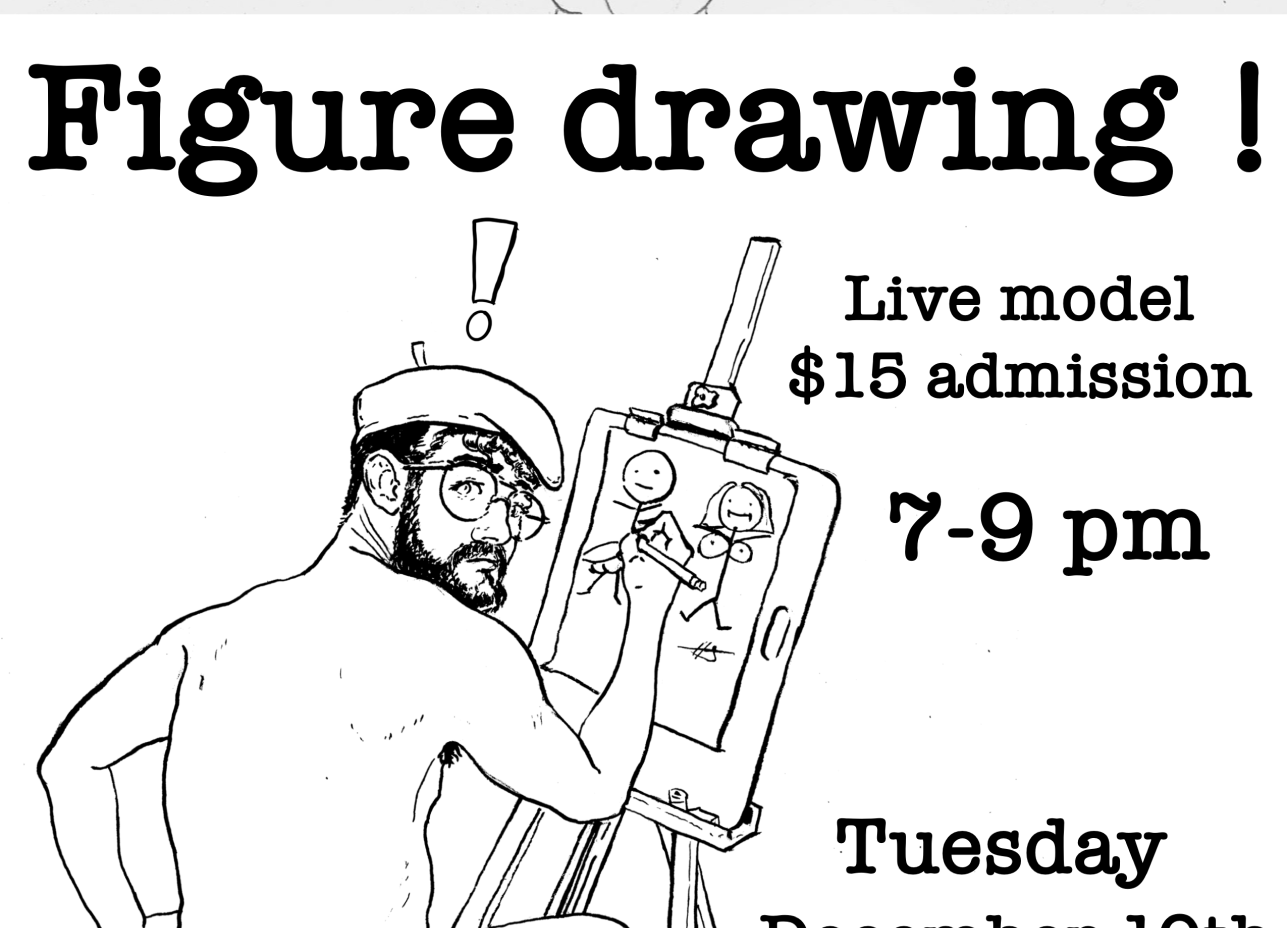 Figure drawing !
Live model
$15 admission
7-9 pm
Tuesday
December